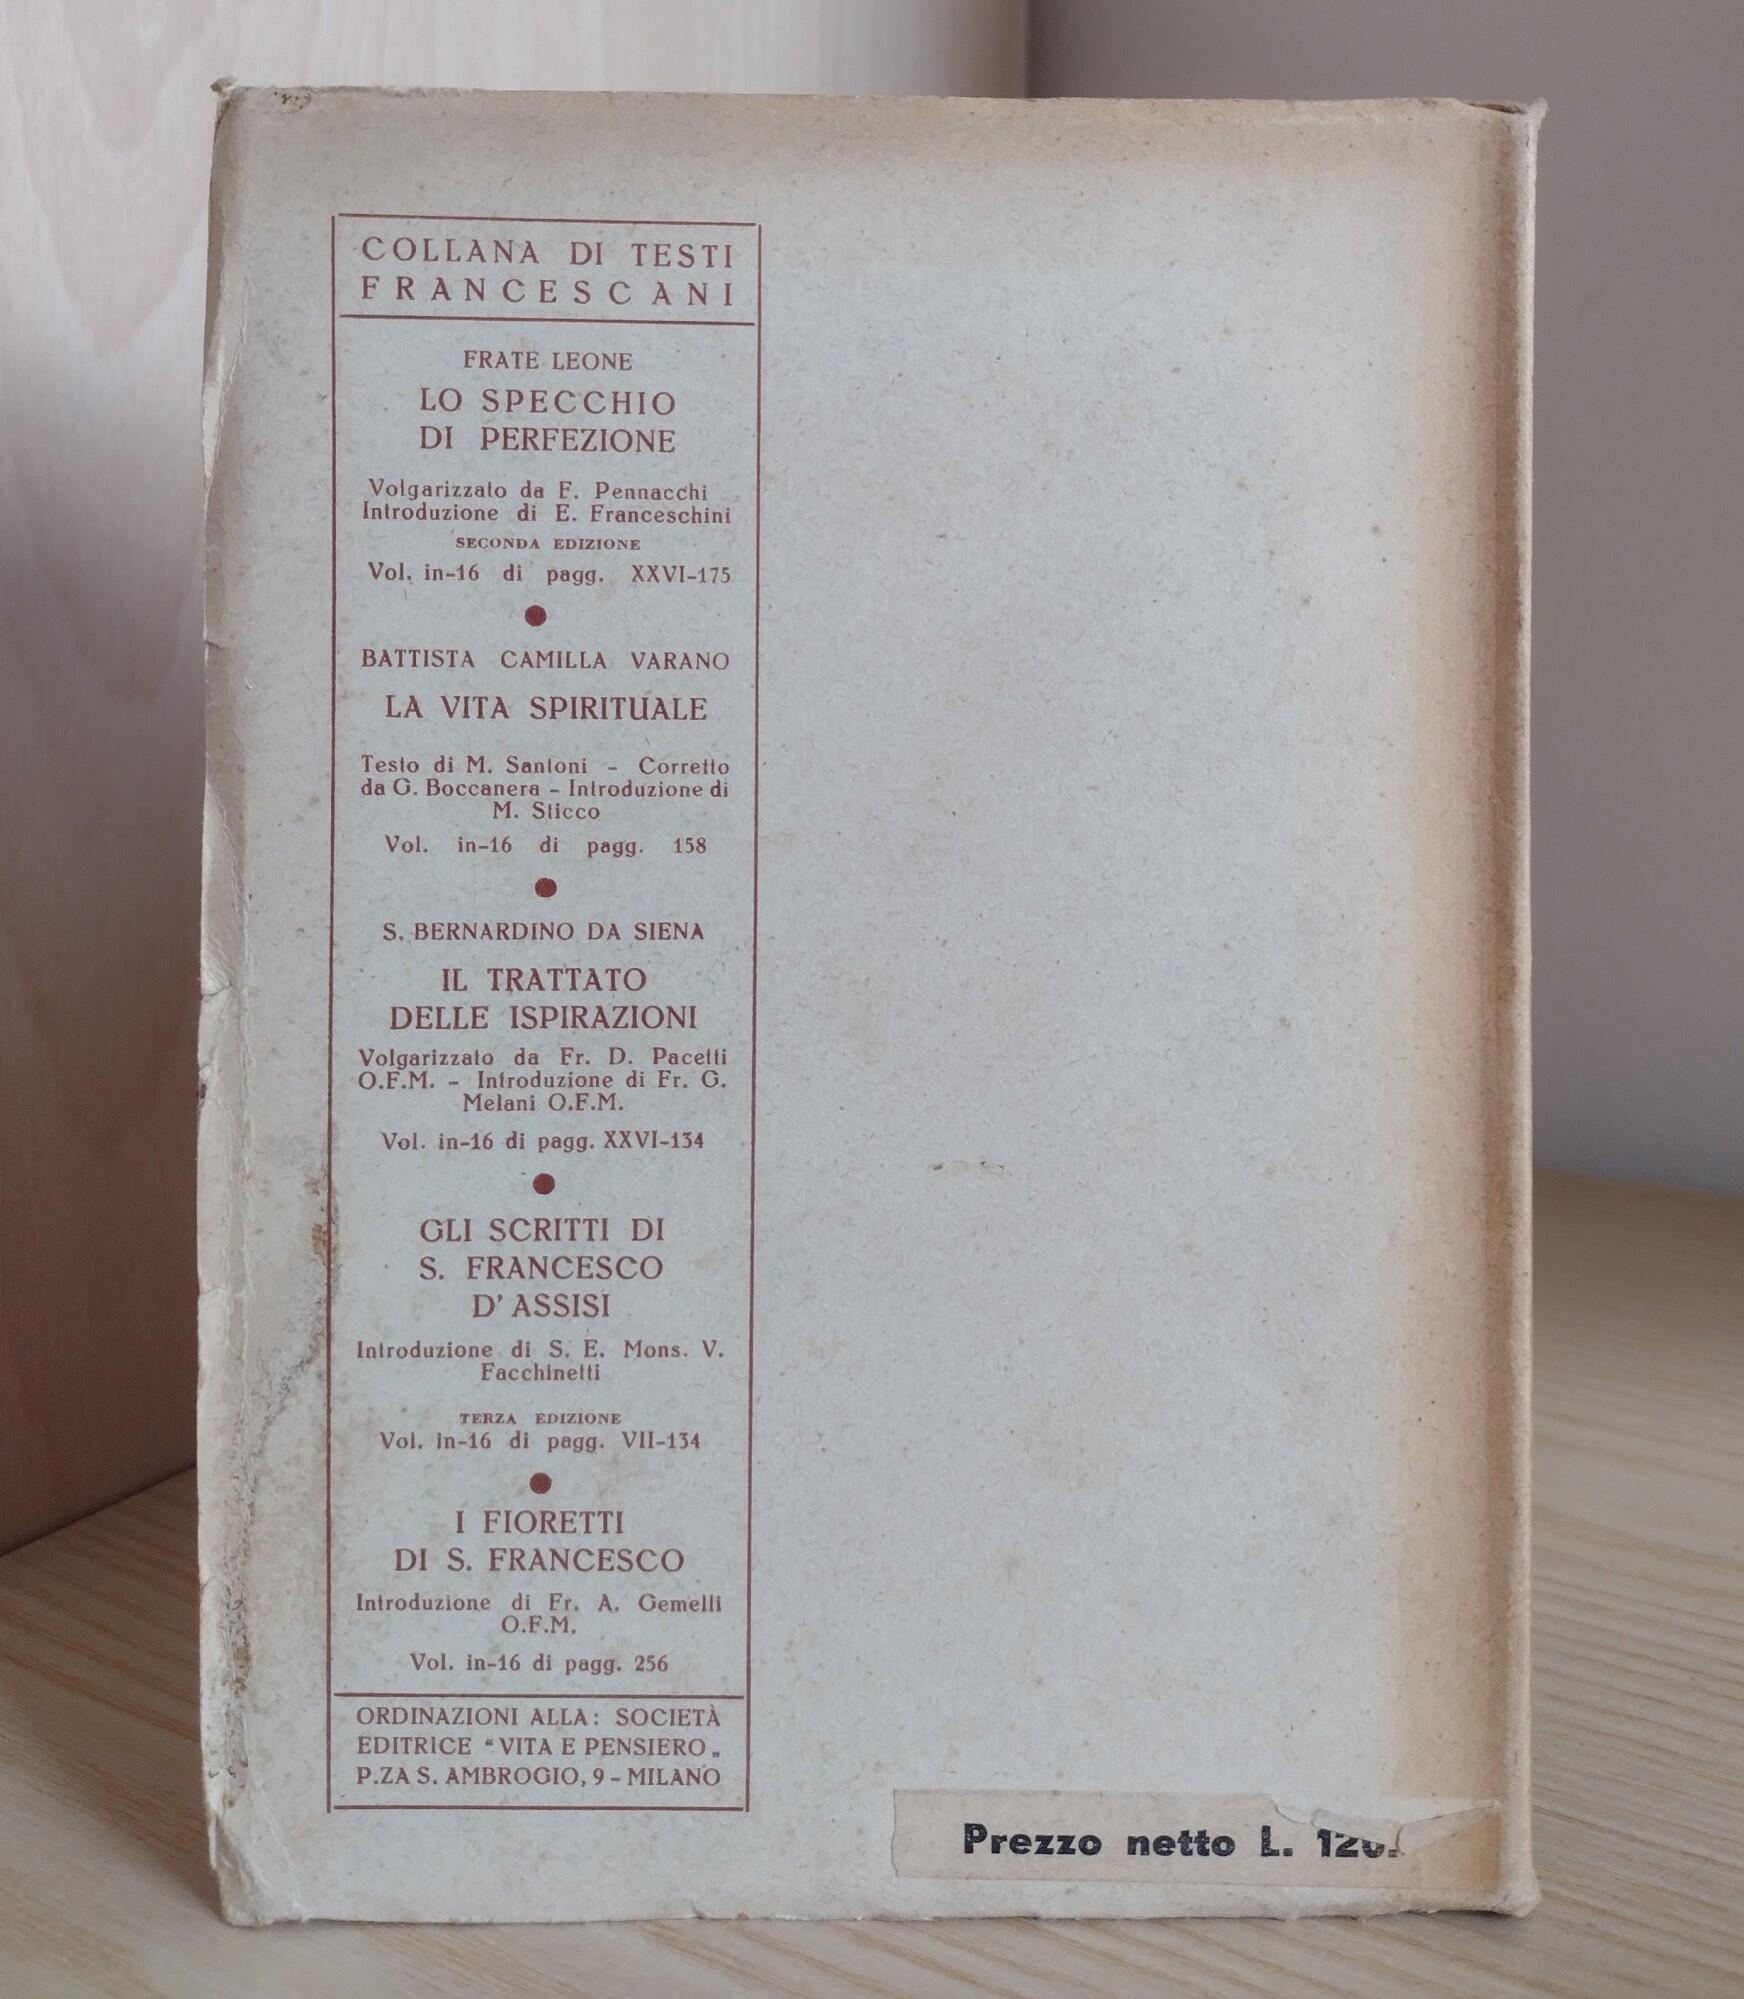 COLLANA DI TESTI
FRANCESCANI
FRATE LEONE
LO SPECCHIO
DI PERFEZIONE
Volgarizzato da F. Pennacchi
Introduzione di E. Franceschini
SECONDA EDIZIONE
Vol. in-16 di pagg. XXVI-175
BATTISTA CAMILLA VARANO
LA VITA SPIRITUALE
Testo di M. Santoni - Corretto
da G. Boccanera - Introduzione di
M. Sticco
Vol. in-16 di pagg. 158
S. BERNARDINO DA SIENA
IL TRATTATO
DELLE ISPIRAZIONI
Volgarizzato da Fr. D. Pacetti
O.F.M. - Introduzione di Fr. G.
Melani O.F.M.
Vol. in-16 di pagg. XXVI-134
GLI SCRITTI DI
S. FRANCESCO
D'ASSISI
Introduzione di S. E. Mons. V.
Facchinetti
TERZA EDIZIONE
Vol. in-16 di pagg. VII-134
I FIORETTI
DI S. FRANCESCO
Introduzione di Fr. A. Gemelli
O.F.M.
Vol. in-16 di pagg. 256
ORDINAZIONI ALLA: SOCIETÀ
EDITRICE “VITA E PENSIERO„
P.ZA S. AMBROGIO, 9 - MILANO
Prezzo netto L.